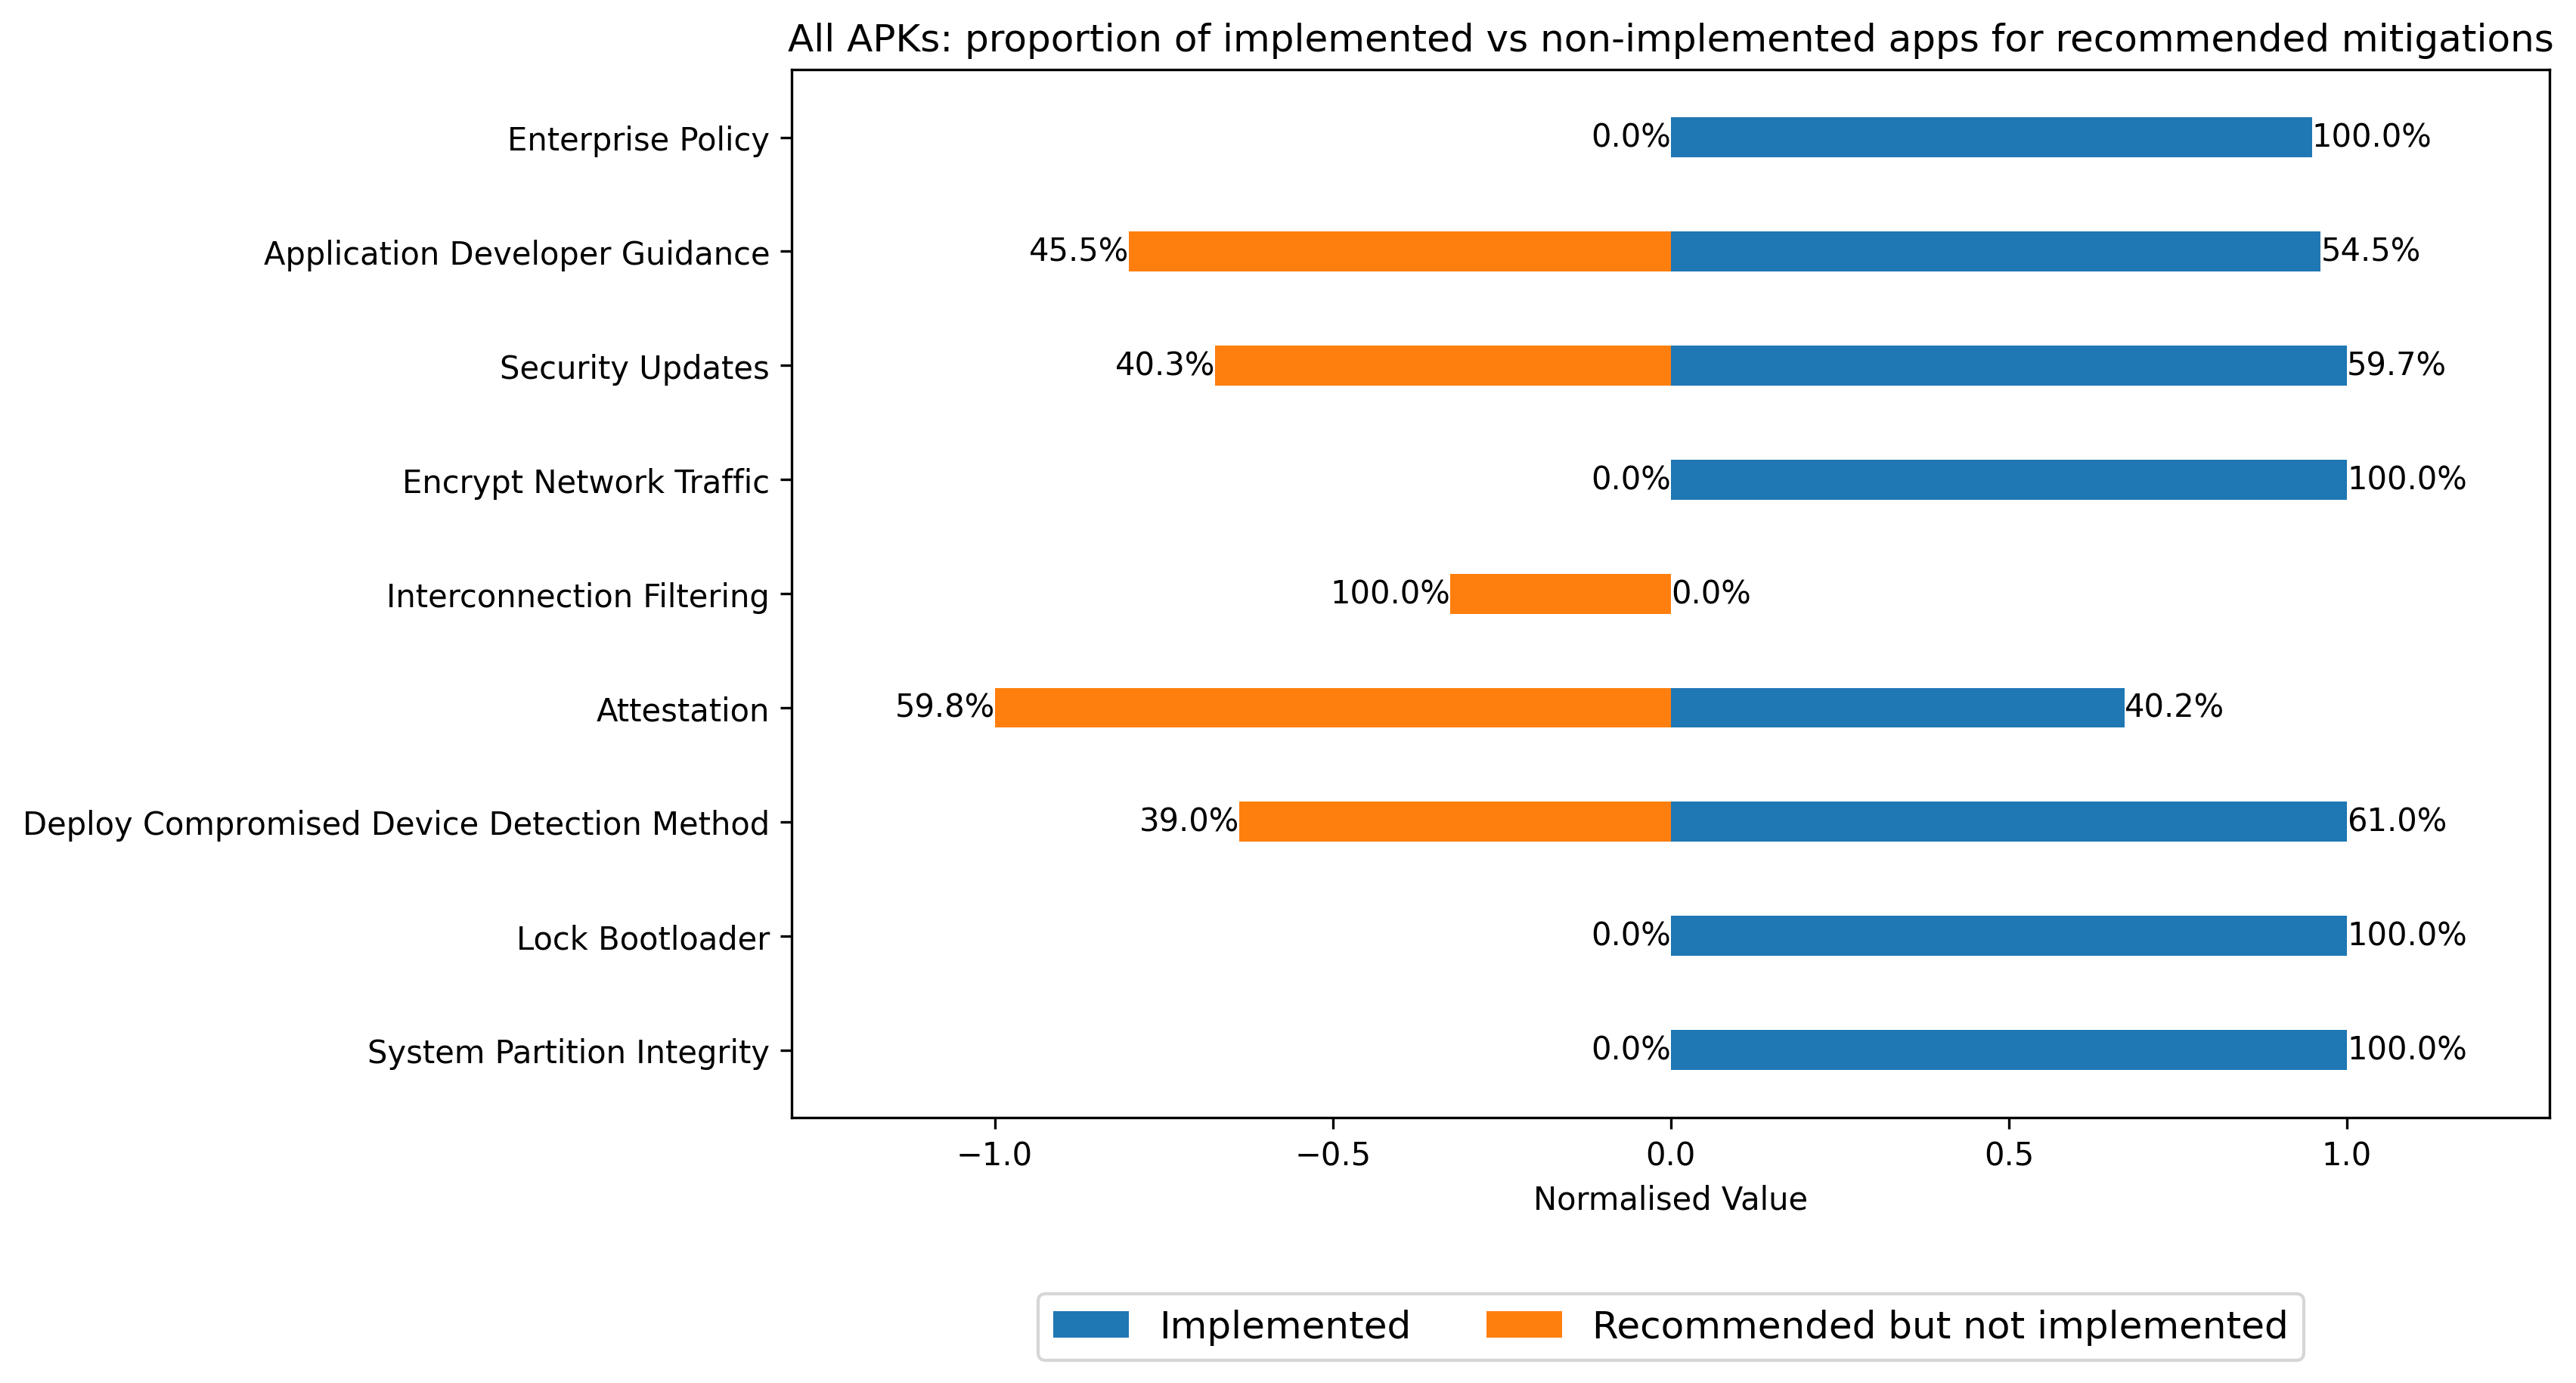 All APKs: proportion of implemented vs non-implemented apps for recommended mitigations
Enterprise Policy 0.0% 100.0%
Application Developer Guidance 45.5% 54.5%
Security Updates 40.3% 59.7%
Encrypt Network Traffic 0.0% 100.0%
Interconnection Filtering 100.0% 0.0%
Attestation 59.8% 40.2%
Deploy Compromised Device Detection Method 39.0% 61.0%
Lock Bootloader 0.0% 100.0%
System Partition Integrity 0.0% 100.0%
−1.0 −0.5 0.0 0.5 1.0
Normalised Value
Implemented Recommended but not implemented